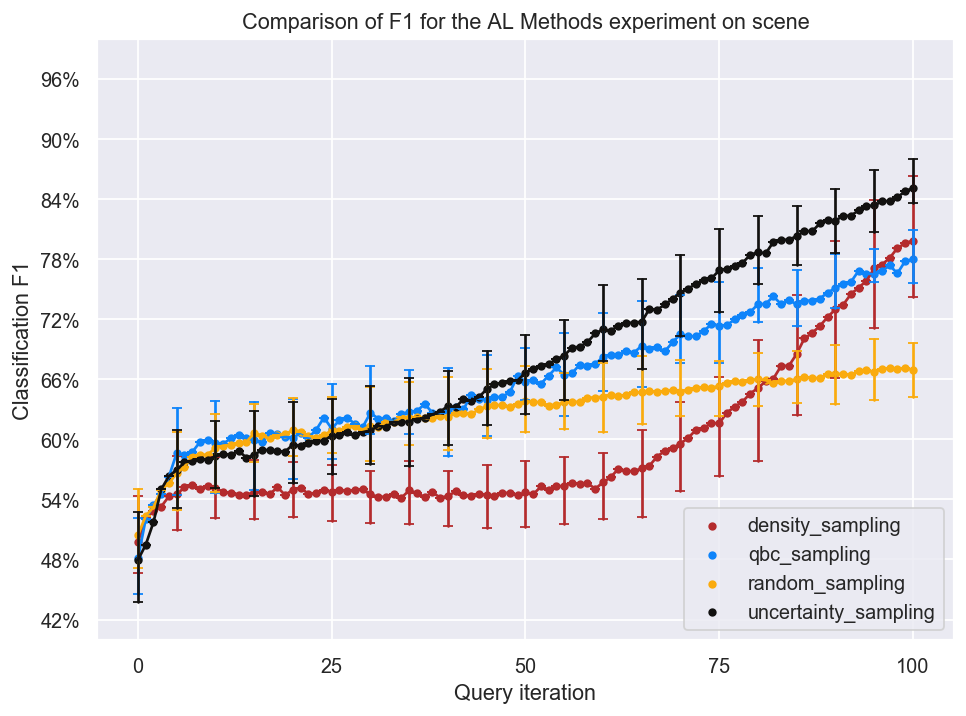 Comparison of F1 for the AL Methods experiment on scene
Classification F1
96%
90%
84%
78%
72%
66%
60%
54%
48%
42%
density_sampling
qbc_sampling
random_sampling
uncertainty_sampling
0 25 50 75 100
Query iteration